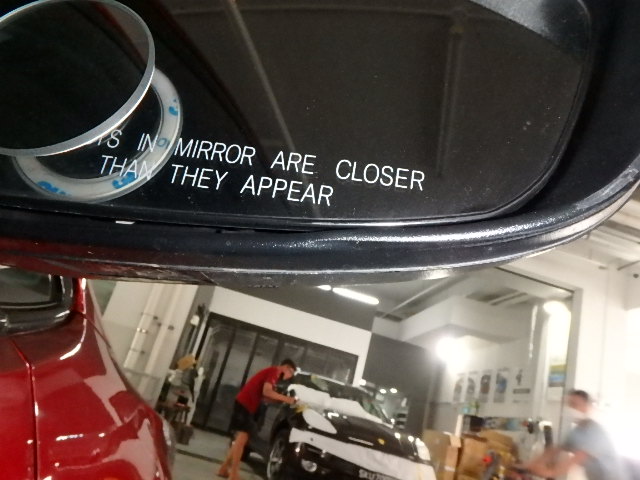 IN MIRROR ARE CLOSER
THAN THEY APPEAR